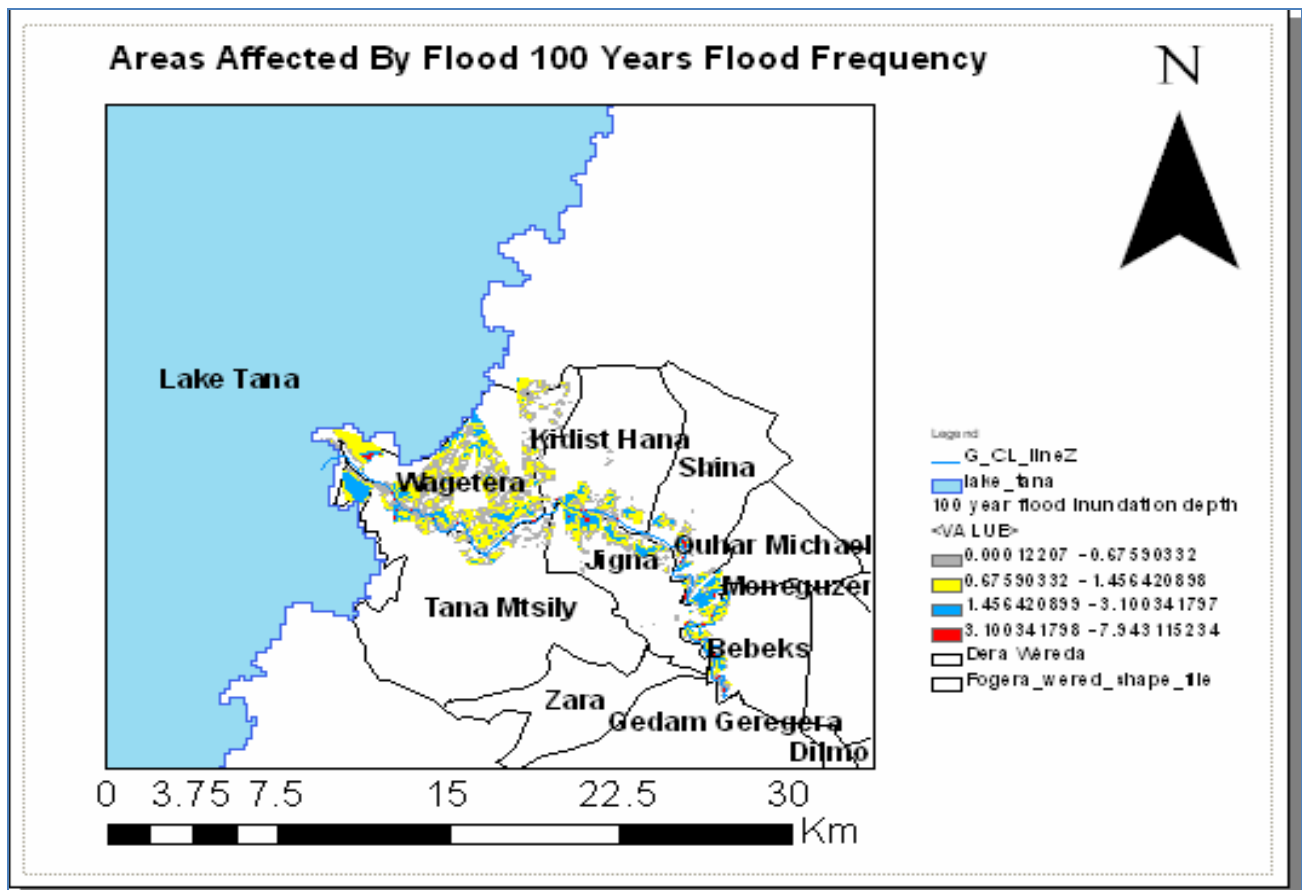 Areas Affected By Flood 100 Years Flood Frequency
N
Lake Tana
Kidist Hana
Shina
Wagetera
Quhar Michael
Jigna
Moneguzer
Tana Mtsily
Bebeks
Zara
Gedam Geregera
Dilmo
Legend
G_CL_lineZ
lake_tana
100 year flood inundation depth
<VALUE>
0.00012207 - 0.67590332
0.67590332 - 1.456420898
1.456420899 - 3.100341797
3.100341798 - 7.943115234
Dera Wereda
Fogera_wered_shape_file
0 3.75 7.5 15 22.5 30
Km